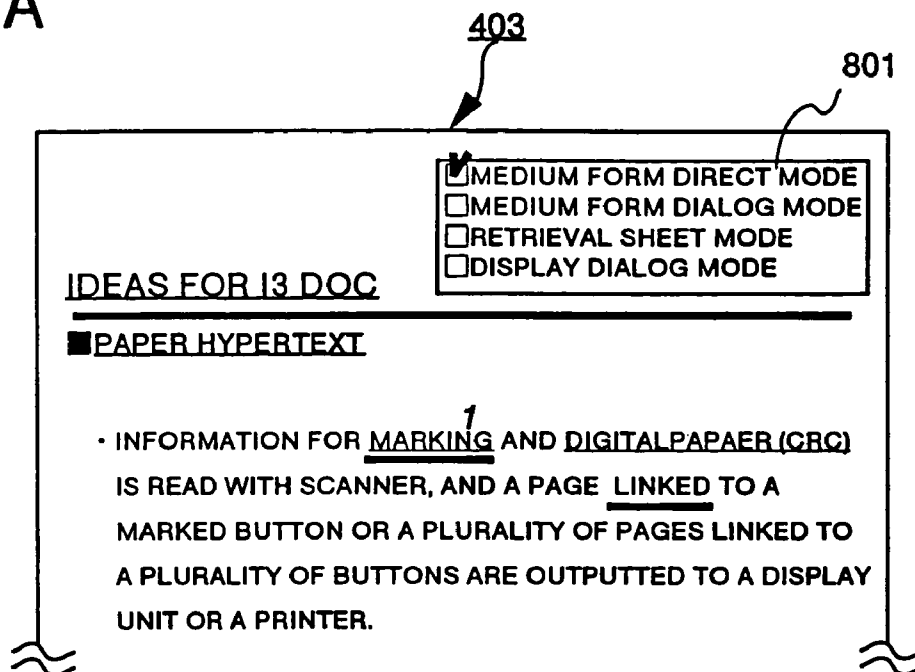 A
403
801
MEDIUM FORM DIRECT MODE
MEDIUM FORM DIALOG MODE
RETRIEVAL SHEET MODE
DISPLAY DIALOG MODE
IDEAS FOR I3 DOC
PAPER HYPERTEXT
1
· INFORMATION FOR MARKING AND DIGITALPAPAER (CRC)
IS READ WITH SCANNER, AND A PAGE LINKED TO A
MARKED BUTTON OR A PLURALITY OF PAGES LINKED TO
A PLURALITY OF BUTTONS ARE OUTPUTTED TO A DISPLAY
UNIT OR A PRINTER.